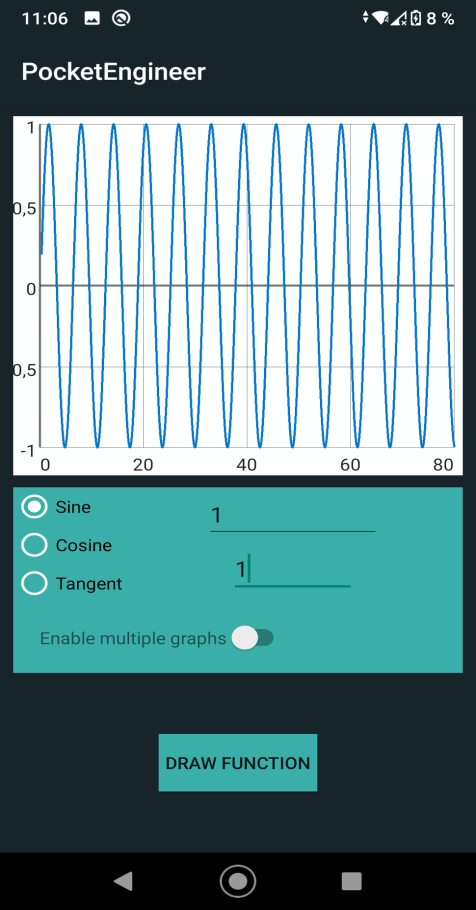 11:06 8 %
PocketEngineer
1
0,5
0
0,5
-1
0 20 40 60 80
Sine
1
Cosine
1
Tangent
Enable multiple graphs
DRAW FUNCTION